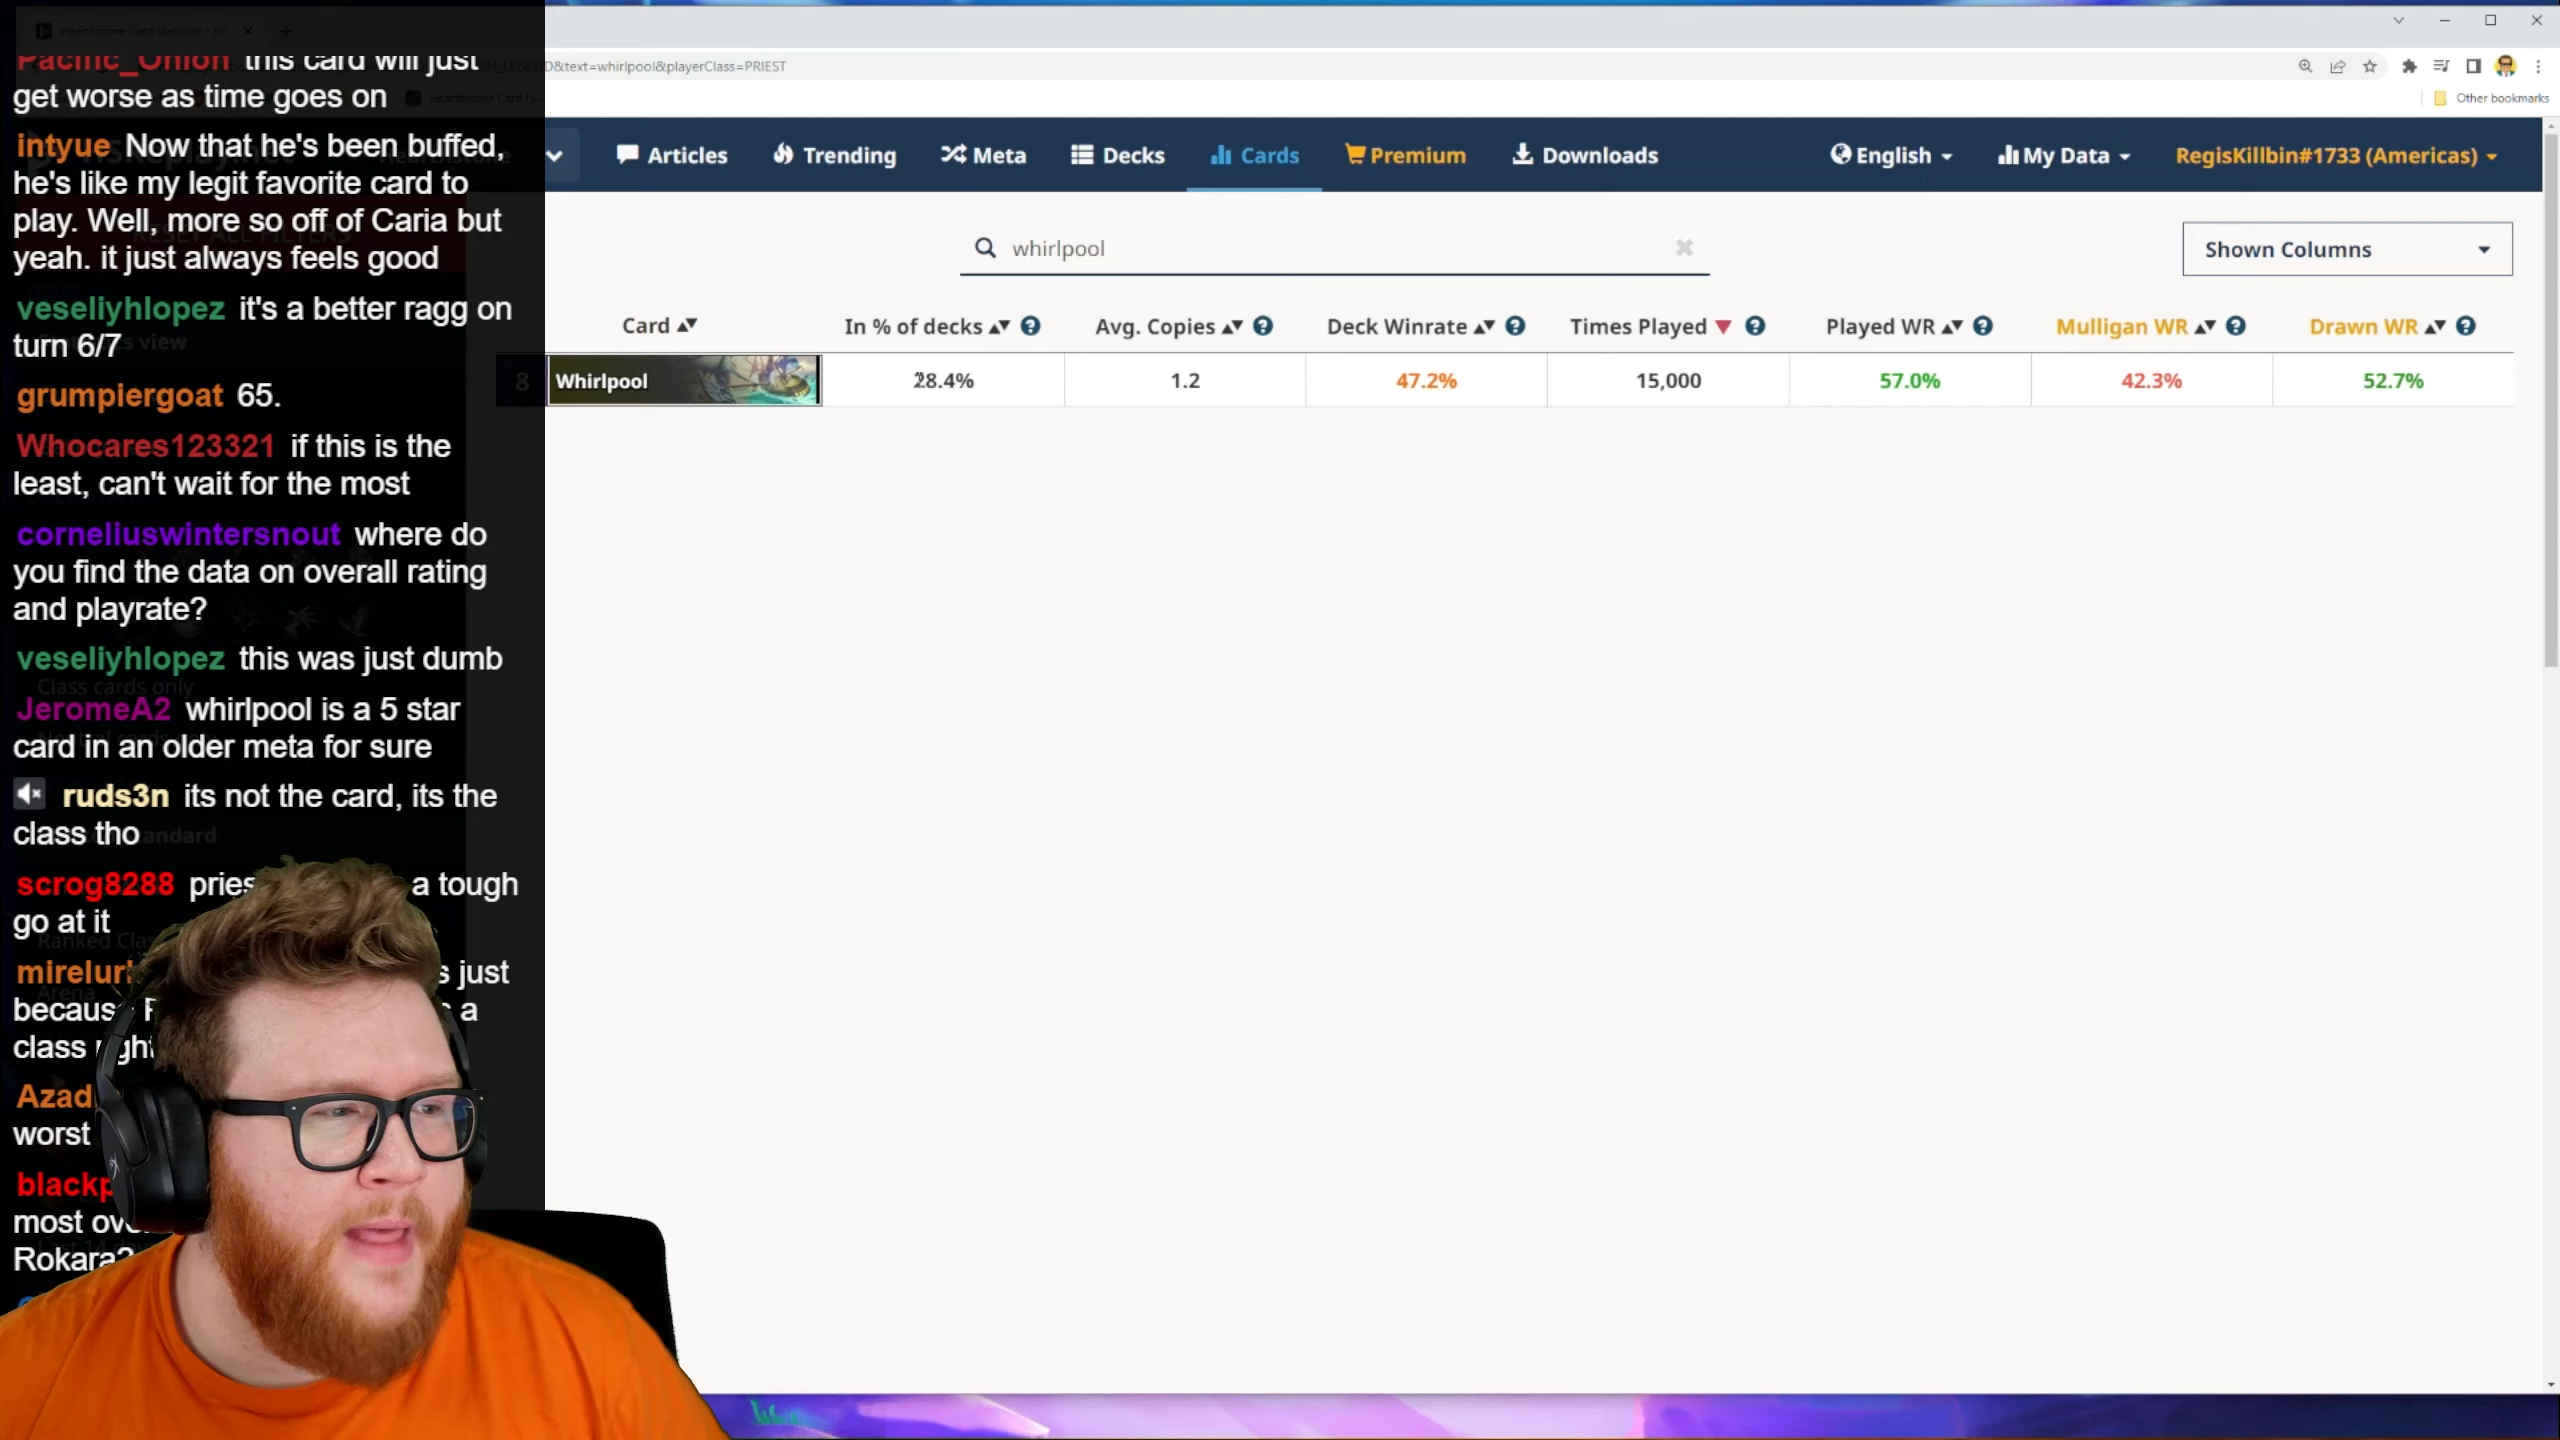 Pacific_Onion this card will just
get worse as time goes on
intyue Now that he's been buffed,
he's like my legit favorite card to
play. Well, more so off of Caria but
yeah. it just always feels good
veseliyhlopez it's a better ragg on
turn 6/7
grumpiergoat 65.
Whocares123321 if this is the
least, can't wait for the most
corneliuswintersnout where do
you find the data on overall rating
and playrate?
veseliyhlopez this was just dumb
Class cards only
JeromeA2 whirlpool is a 5 star
card in an older meta for sure
ruds3n its not the card, its the
class tho
scrog8288 a tough
go at it
just
a
class
worst
most
Rokara?
&text=whirlpool&playerClass=PRIEST
Other bookmarks
Articles Trending Meta Decks Cards Premium Downloads English My Data RegisKillbin#1733 (Americas)
whirlpool
Shown Columns
Card In % of decks Avg. Copies Deck Winrate Times Played Played WR Mulligan WR Drawn WR
8 Whirlpool 28.4% 1.2 47.2% 15,000 57.0% 42.3% 52.7%